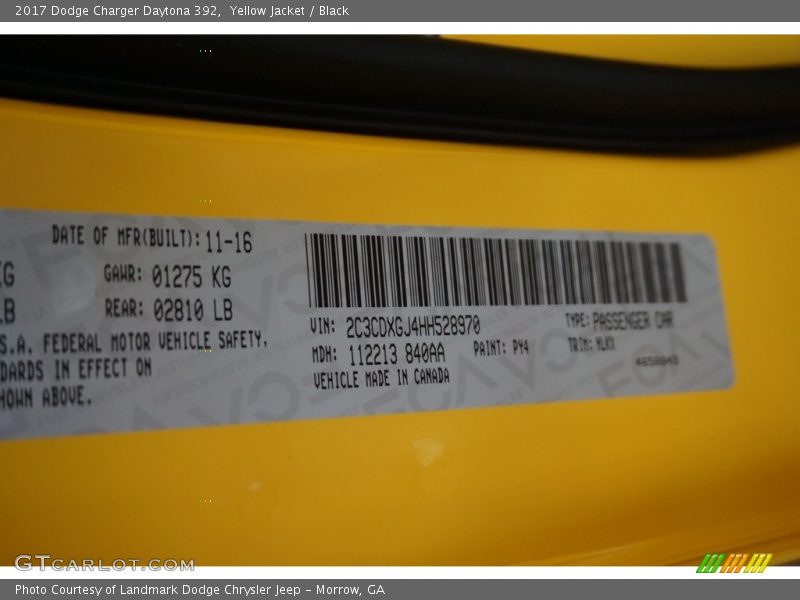 2017 Dodge Charger Daytona 392, Yellow Jacket / Black
DATE OF MFR(BUILT): 11-16
KG GAWR: 01275 KG
LB REAR: 02810 LB
S.A. FEDERAL MOTOR VEHICLE SAFETY,
DARDS IN EFFECT ON
HOWN ABOVE.
VIN: 2C3CDXGJ4HH528970 TYPE: PASSENGER CAR
MDH: 112213 840AA PAINT: PY4 TRIM:
VEHICLE MADE IN CANADA
GTCARLOT.COM
Photo Courtesy of Landmark Dodge Chrysler Jeep – Morrow, GA